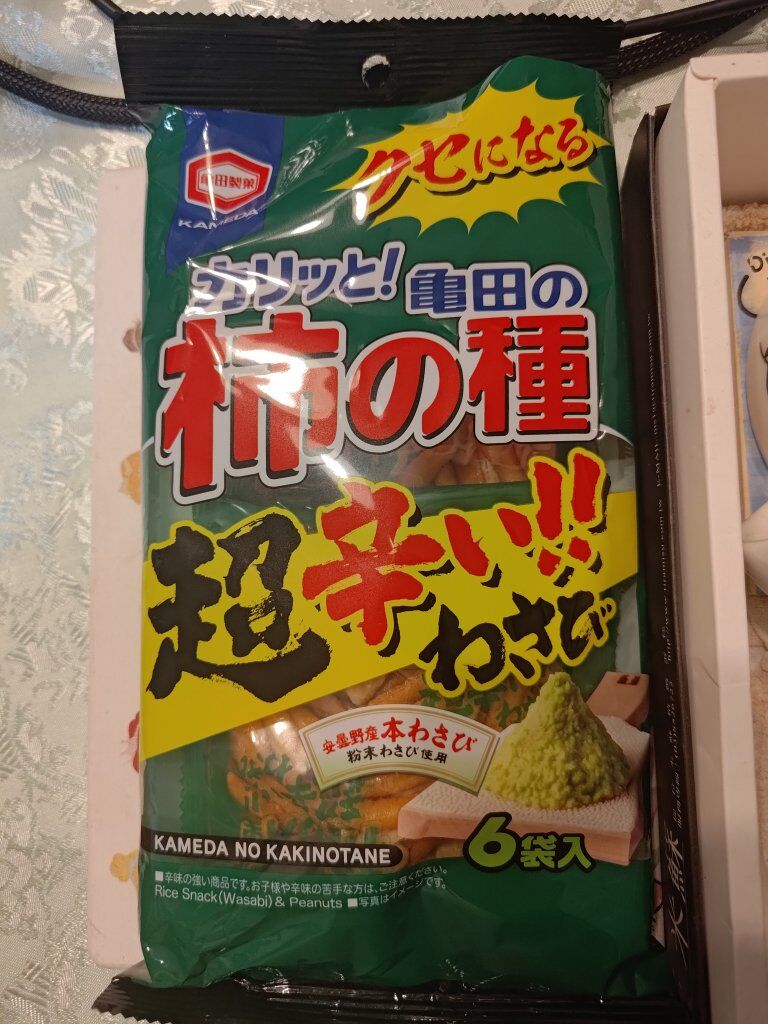 亀田製菓
KAMEDA
クセになる
カリッと! 亀田の
柿の種
超辛い!!
わさび
安曇野産本わさび
粉末わさび使用
6袋入
KAMEDA NO KAKINOTANE
■辛味の強い商品です。お子様や辛味の苦手な方は、ご注意ください。
Rice Snack(Wasabi)& Peanuts ■写真はイメージです。